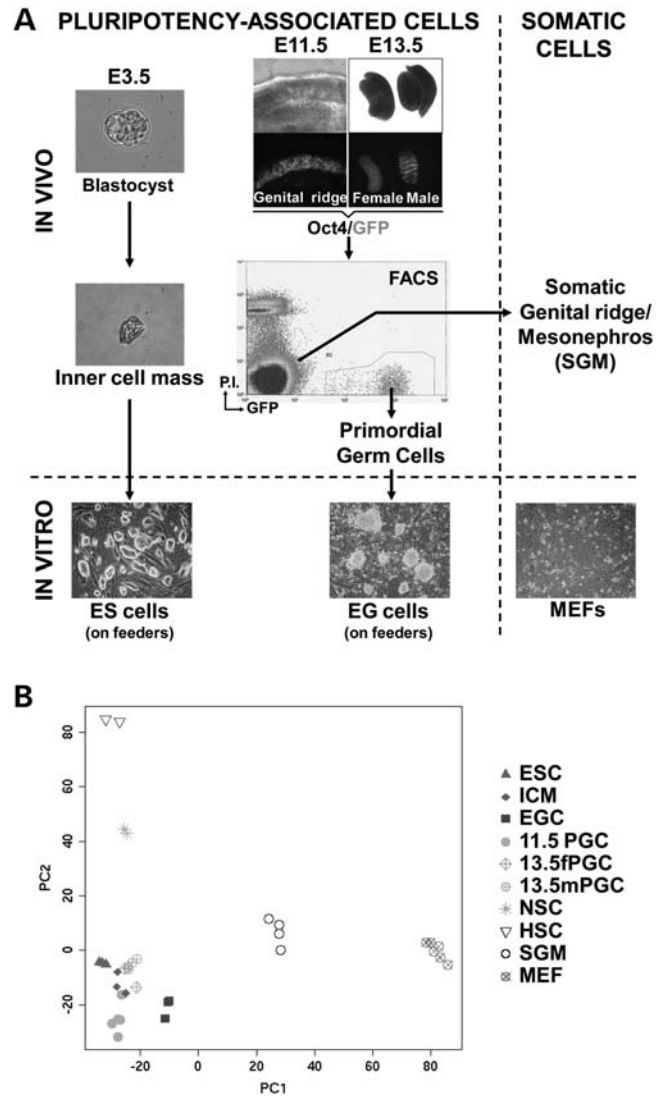 A
PLURIPOTENCY-ASSOCIATED CELLS
SOMATIC
CELLS
E3.5
E11.5
E13.5
IN VIVO
Blastocyst
Genital ridge
Female
Male
Oct4/GFP
FACS
Somatic
Genital ridge/
Mesonephros
(SGM)
Inner cell mass
P.I.
GFP
Primordial
Germ Cells
IN VITRO
ES cells
(on feeders)
EG cells
(on feeders)
MEFs
B
80
60
40
20
0
-20
PC2
-20
0
20
40
60
80
PC1
ESC
ICM
EGC
11.5 PGC
13.5fPGC
13.5mPGC
NSC
HSC
SGM
MEF